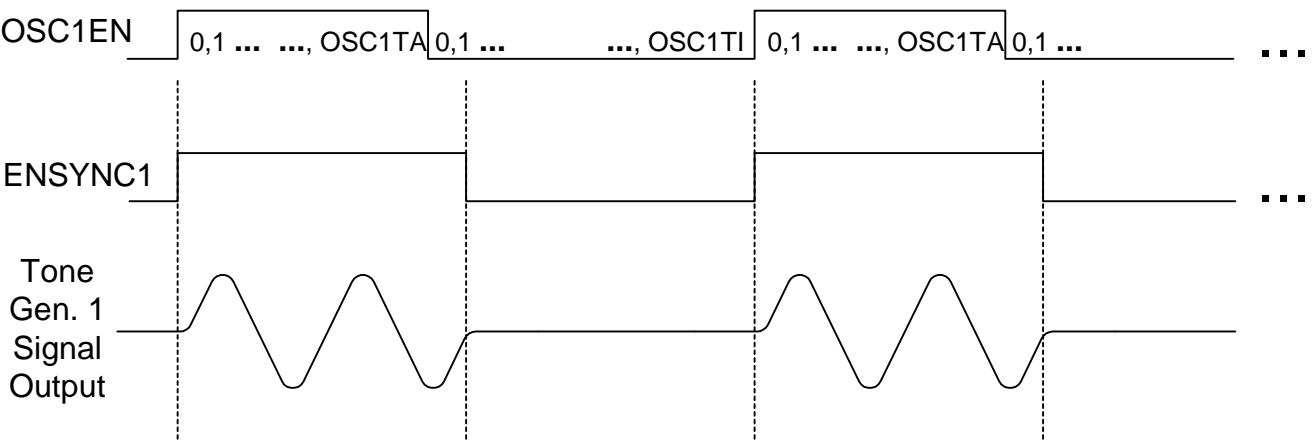 OSC1EN
0,1 ... ..., OSC1TA 0,1 ... ..., OSC1TI 0,1 ... ..., OSC1TA 0,1 ...
...
ENSYNC1
...
Tone
Gen. 1
Signal
Output